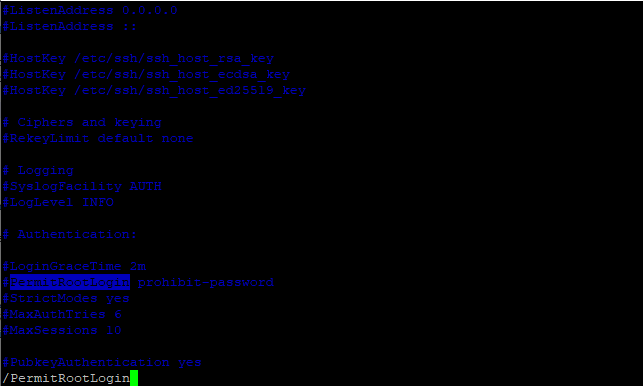 #ListenAddress 0.0.0.0
#ListenAddress ::
#HostKey /etc/ssh/ssh_host_rsa_key
#HostKey /etc/ssh/ssh_host_ecdsa_key
#HostKey /etc/ssh/ssh_host_ed25519_key
# Ciphers and keying
#RekeyLimit default none
# Logging
#SyslogFacility AUTH
#LogLevel INFO
# Authentication:
#LoginGraceTime 2m
#PermitRootLogin prohibit-password
#StrictModes yes
#MaxAuthTries 6
#MaxSessions 10
#PubkeyAuthentication yes
/PermitRootLogin